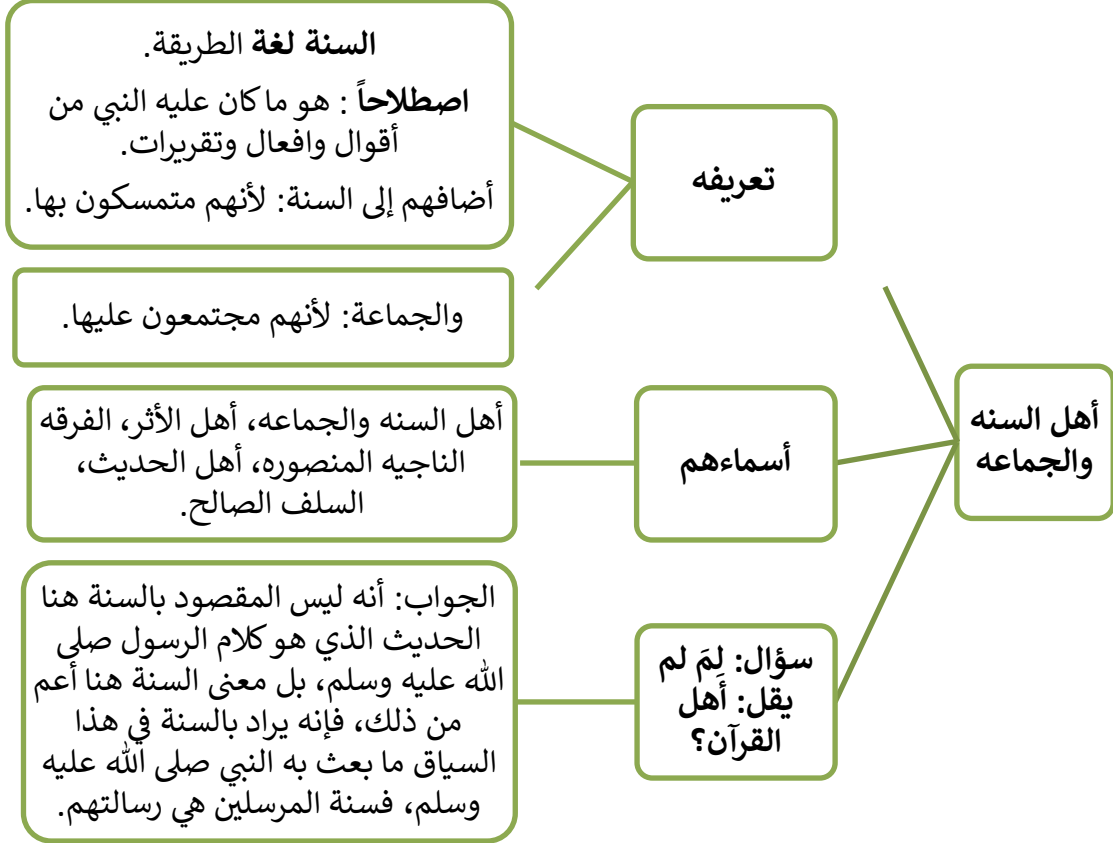 أهل السنه
والجماعه
تعريفه
السنة لغة الطريقة.
اصطلاحاً : هو ما كان عليه النبي من
أقوال وافعال وتقريرات.
أضافهم إلى السنة: لأنهم متمسكون بها.
والجماعة: لأنهم مجتمعون عليها.
أسماءهم
أهل السنه والجماعه، أهل الأثر، الفرقه
الناجيه المنصوره، أهل الحديث،
السلف الصالح.
سؤال: لِمَ لم
يقل: أهل
القرآن؟
الجواب: أنه ليس المقصود بالسنة هنا
الحديث الذي هو كلام الرسول صلى
الله عليه وسلم، بل معنى السنة هنا أعم
من ذلك، فإنه يراد بالسنة في هذا
السياق ما بعث به النبي صلى الله عليه
وسلم، فسنة المرسلين هي رسالتهم.